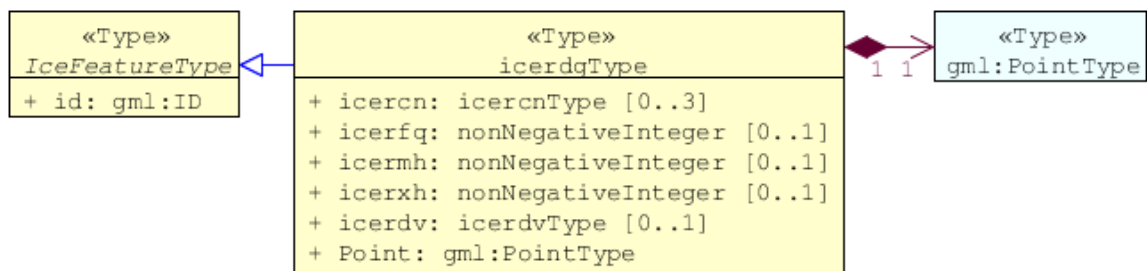 «Type»
IceFeatureType
+ id: gml:ID
«Type»
icerdgType
+ icercn: icercnType [0..3]
+ icerfq: nonNegativeInteger [0..1]
+ icermh: nonNegativeInteger [0..1]
+ icerxh: nonNegativeInteger [0..1]
+ icerdv: icerdvType [0..1]
+ Point: gml:PointType
1 1
«Type»
gml:PointType